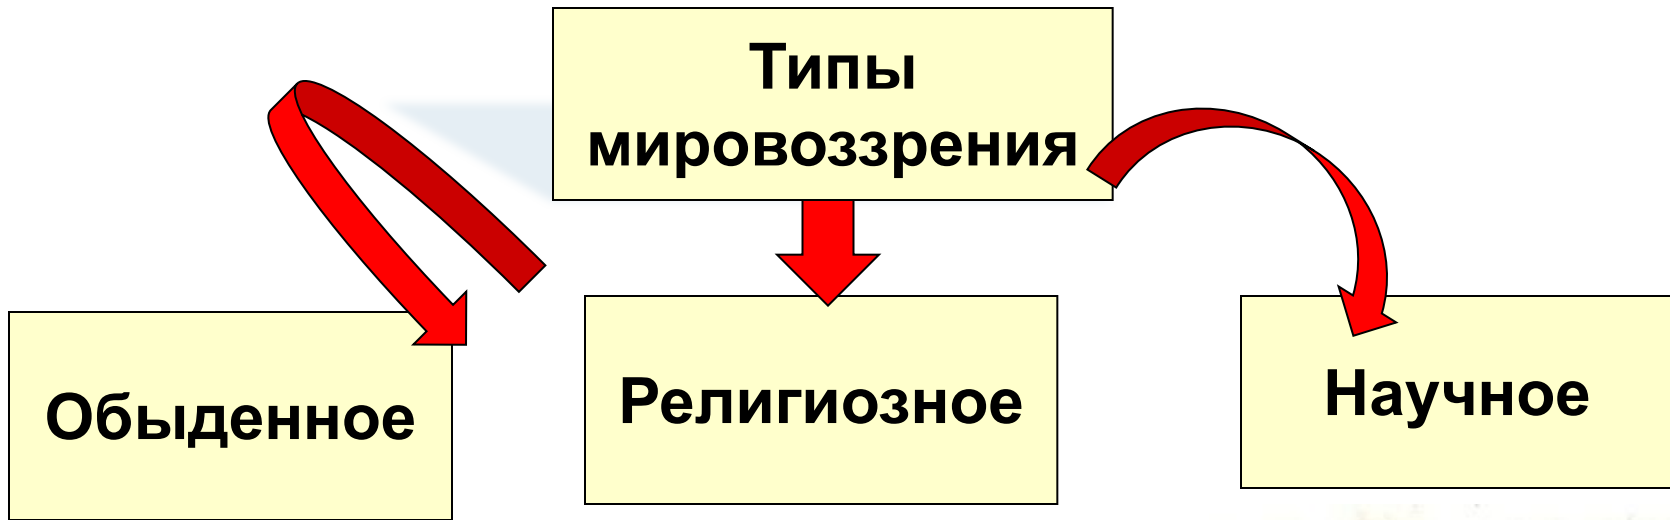 Типы
мировоззрения
Обыденное
Религиозное
Научное